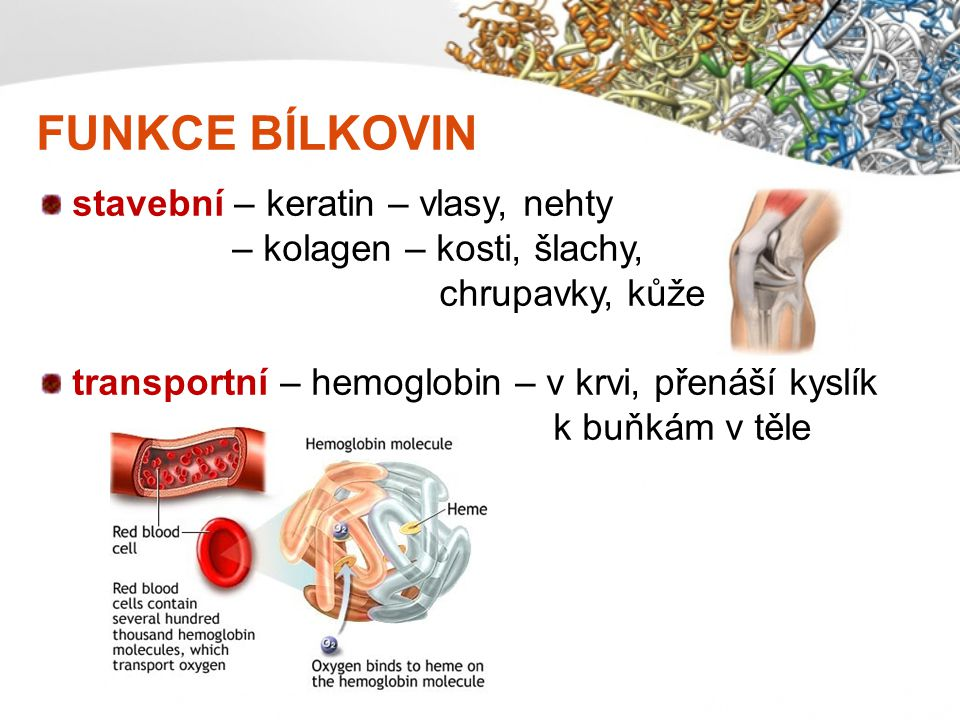 FUNKCE BÍLKOVIN
stavební – keratin – vlasy, nehty
– kolagen – kosti, šlachy,
chrupavky, kůže
transportní – hemoglobin – v krvi, přenáší kyslík
k buňkám v těle
Hemoglobin molecule
O2
Heme
Red blood
cell
Red blood
cells contain
several hundred
thousand hemoglobin
molecules, which
transport oxygen
O2
Oxygen binds to heme on
the hemoglobin molecule